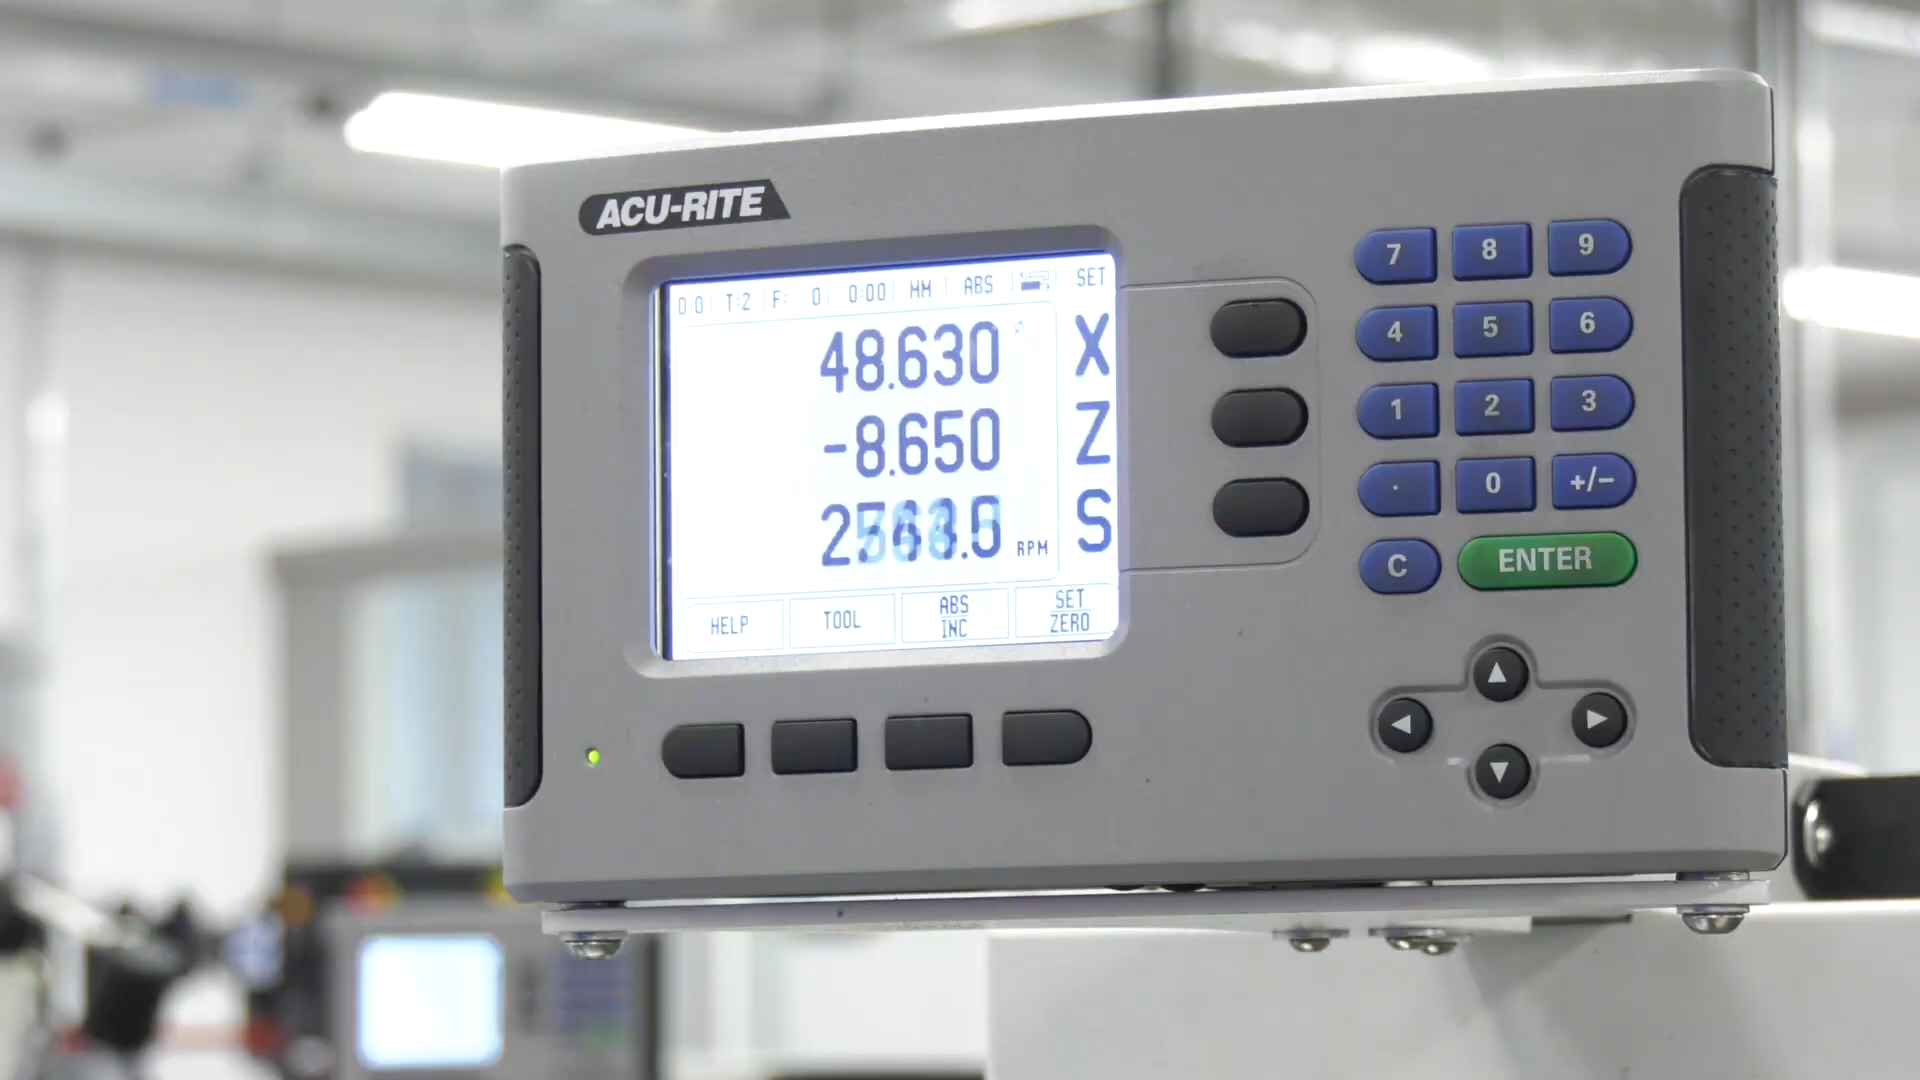 ACU-RITE
D 0 T:2 F: 0 0:00 MM ABS SET
48.630 X
-8.650 Z
RPM S
HELP TOOL ABS INC SET ZERO
7 8 9
4 5 6
1 2 3
. 0 +/-
C ENTER